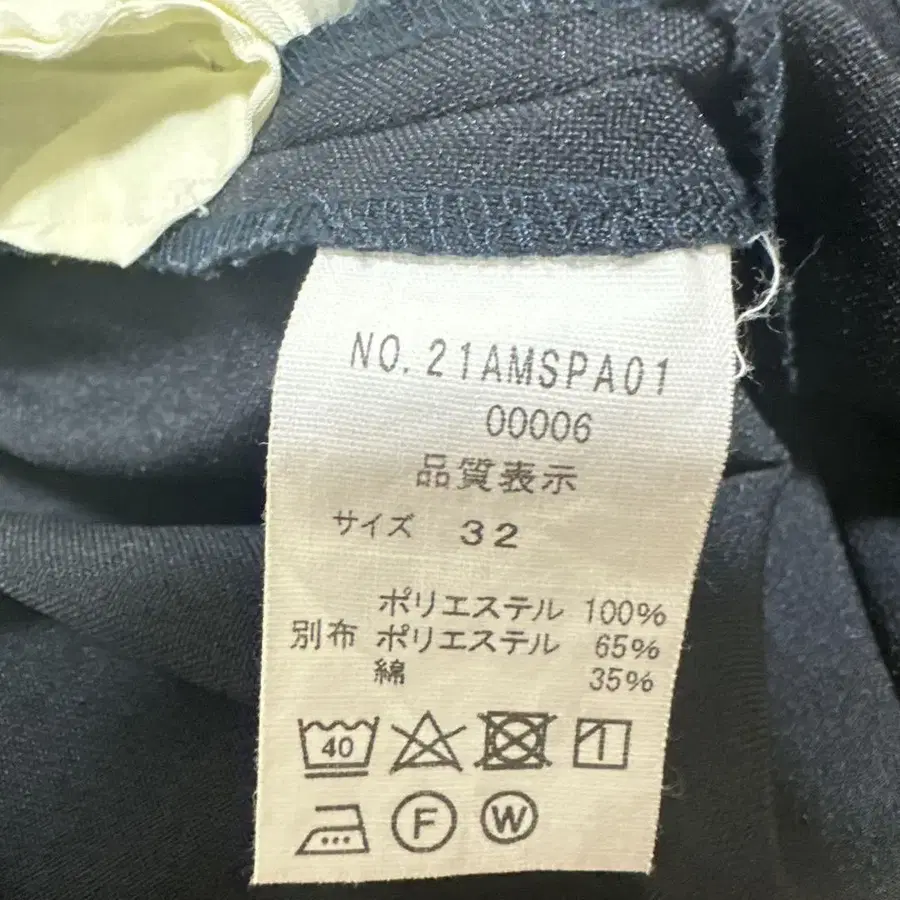 NO.21AMSPA01
00006
品質表示
サイズ 32
ポリエステル 100%
別布 ポリエステル 65%
綿 35%
40
F W